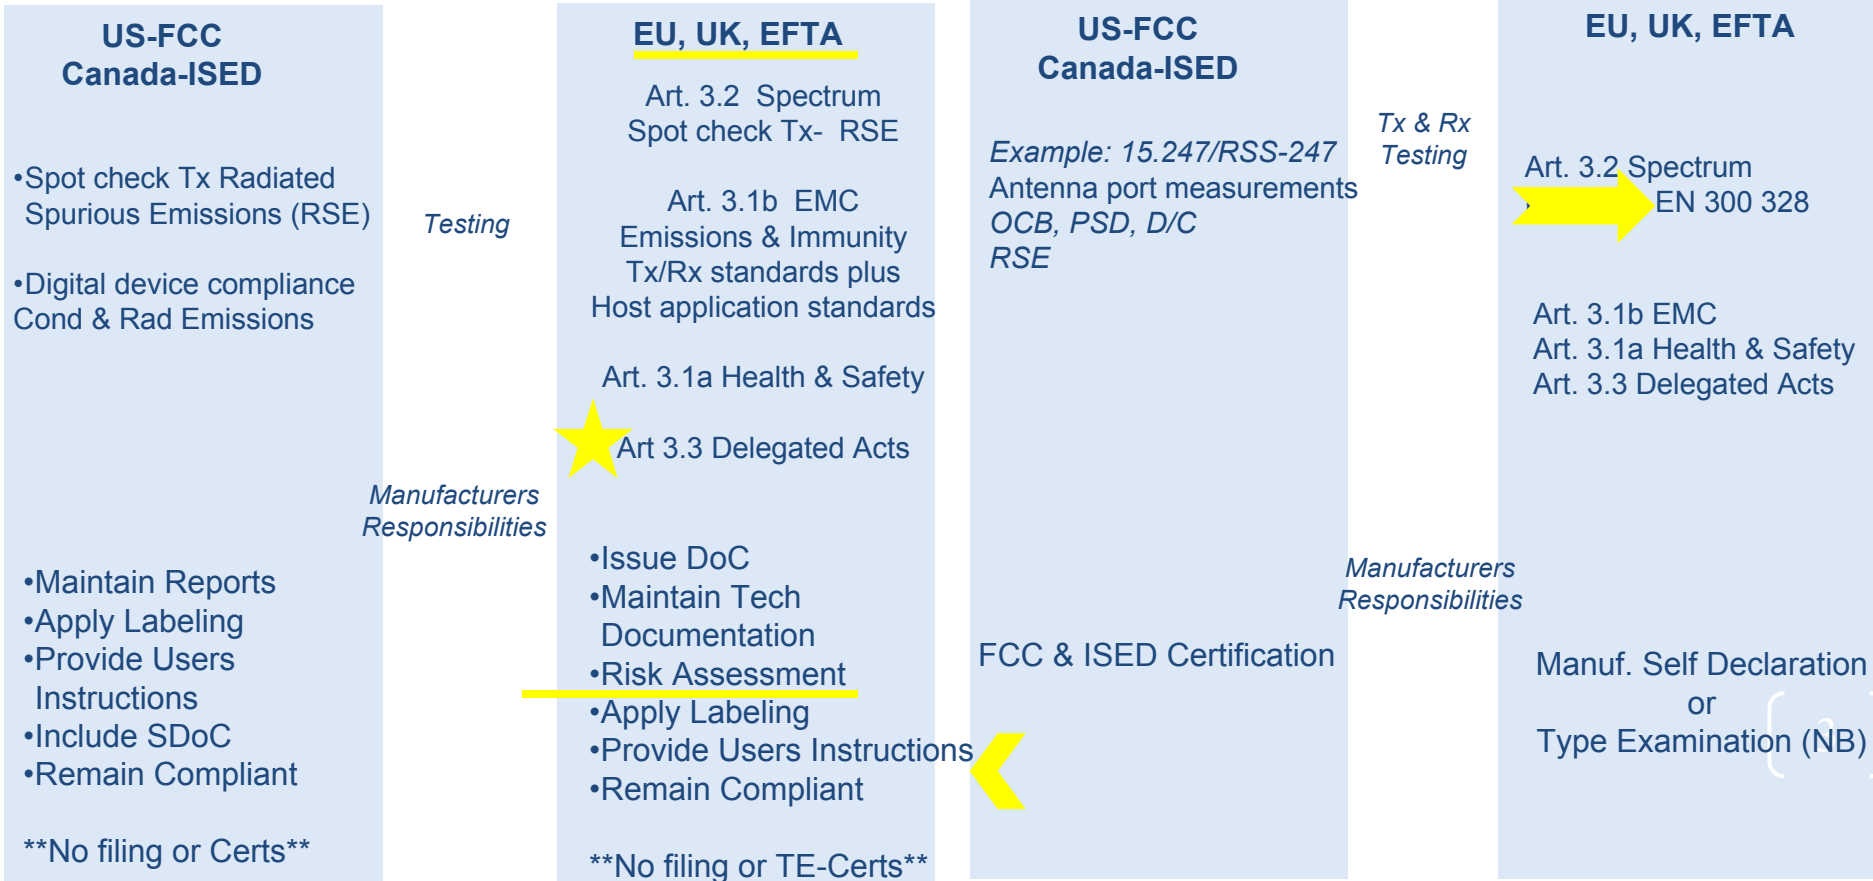 US-FCC
Canada-ISED
•Spot check Tx Radiated
Spurious Emissions (RSE)
•Digital device compliance
Cond & Rad Emissions
•Maintain Reports
•Apply Labeling
•Provide Users
Instructions
•Include SDoC
•Remain Compliant
**No filing or Certs**
Testing
Manufacturers
Responsibilities
EU, UK, EFTA
Art. 3.2 Spectrum
Spot check Tx- RSE
Art. 3.1b EMC
Emissions & Immunity
Tx/Rx standards plus
Host application standards
Art. 3.1a Health & Safety
Art 3.3 Delegated Acts
•Issue DoC
•Maintain Tech
Documentation
•Risk Assessment
•Apply Labeling
•Provide Users Instructions
•Remain Compliant
**No filing or TE-Certs**
US-FCC
Canada-ISED
Example: 15.247/RSS-247
Antenna port measurements
OCB, PSD, D/C
RSE
FCC & ISED Certification
Tx & Rx
Testing
Manufacturers
Responsibilities
EU, UK, EFTA
Art. 3.2 Spectrum
EN 300 328
Art. 3.1b EMC
Art. 3.1a Health & Safety
Art. 3.3 Delegated Acts
Manuf. Self Declaration
or
Type Examination (NB)